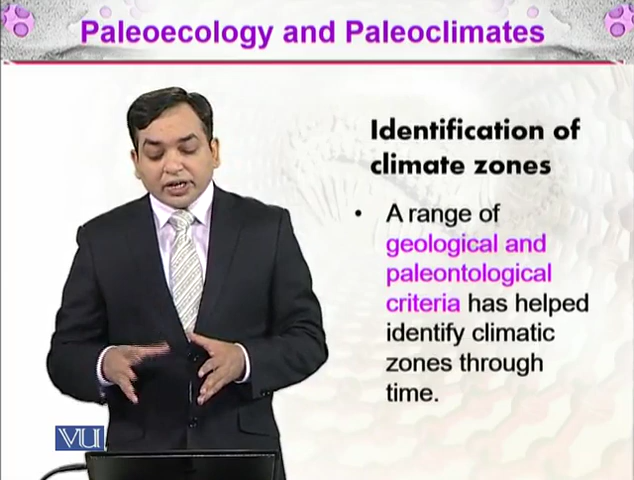 Paleoecology and Paleoclimates
Identification of
climate zones
• A range of
geological and
paleontological
criteria has helped
identify climatic
zones through
time.
VU